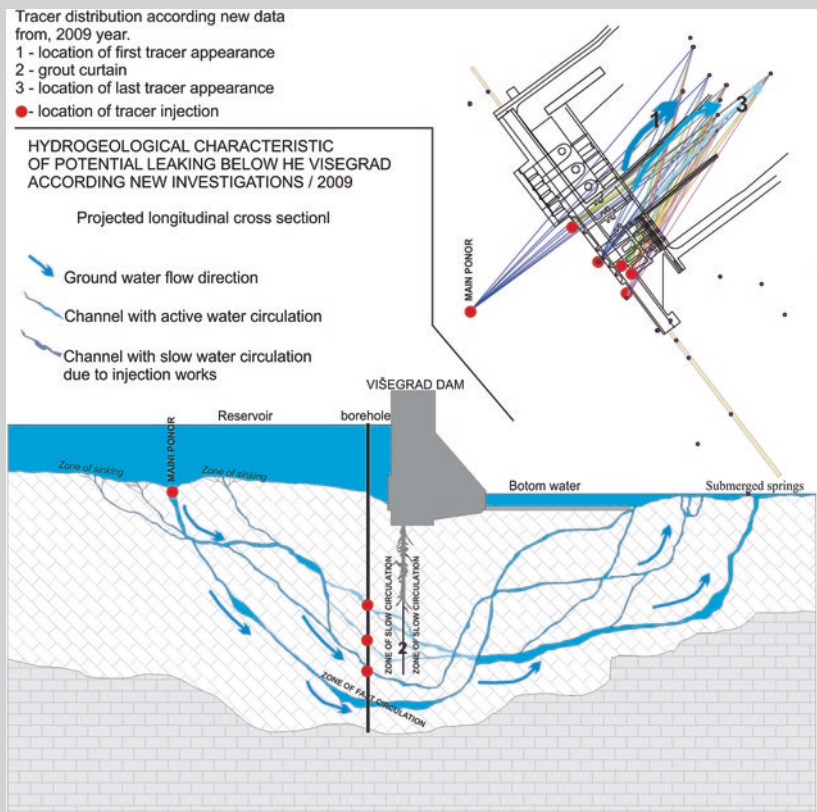 Tracer distribution according new data
from, 2009 year.
1 - location of first tracer appearance
2 - grout curtain
3 - location of last tracer appearance
- location of tracer injection
HYDROGEOLOGICAL CHARACTERISTIC
OF POTENTIAL LEAKING BELOW HE VISEGRAD
ACCORDING NEW INVESTIGATIONS / 2009
Projected longitudinal cross sectionl
Ground water flow direction
Channel with active water circulation
Channel with slow water circulation
due to injection works
1
3
MAIN PONOR
VIŠEGRAD DAM
Reservoir
borehole
MAINI PONOR
Zone of sinking
Zone of sinking
Botom water
Submerged springs
ZONE OF SLOW CIRCULATION
2
ZONE OF SLOW CIRCULATION
ZONE OF FAST CIRCULATION